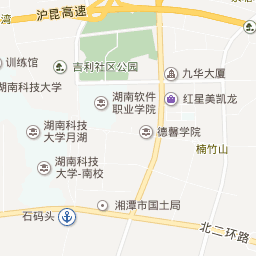 沪昆高速
湾
训练馆
吉利社区公园
九华大厦
湖南科技大学
湖南软件
职业学院
红星美凯龙
湖南科技
大学月湖
德馨学院
楠竹山
湖南科技
大学-南校
石码头
湘潭市国土局
北二环路